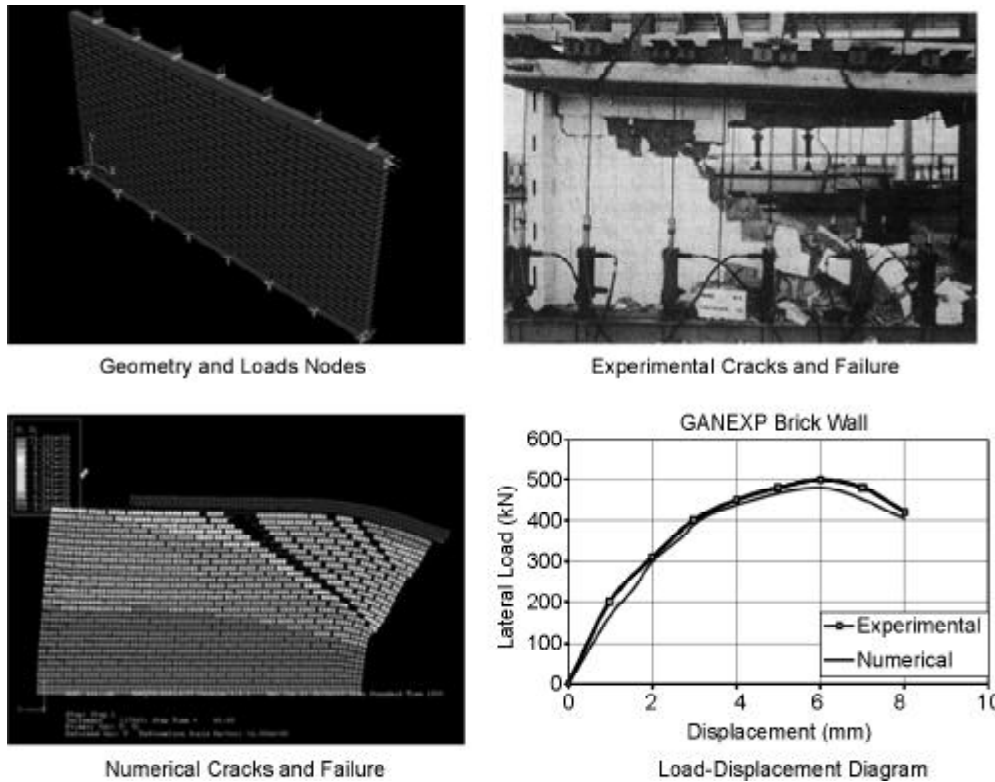 Geometry and Loads Nodes
Experimental Cracks and Failure
GANEXP Brick Wall
600
500
400
300
200
100
0
Lateral Load (kN)
Experimental
Numerical
0 2 4 6 8 10
Displacement (mm)
Numerical Cracks and Failure
Load-Displacement Diagram